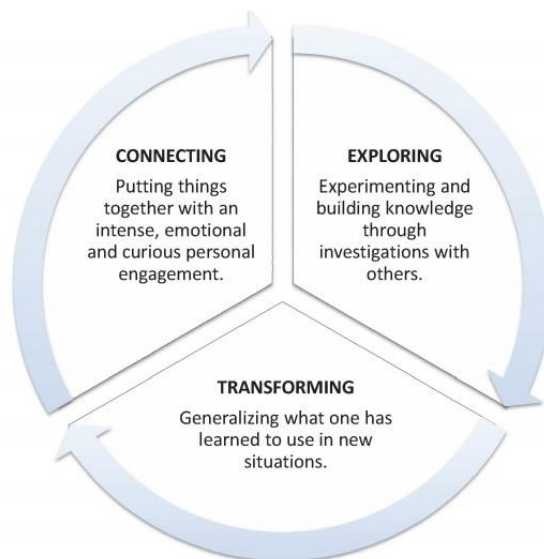 CONNECTING
Putting things
together with an
intense, emotional
and curious personal
engagement.
EXPLORING
Experimenting and
building knowledge
through
investigations with
others.
TRANSFORMING
Generalizing what one has
learned to use in new
situations.